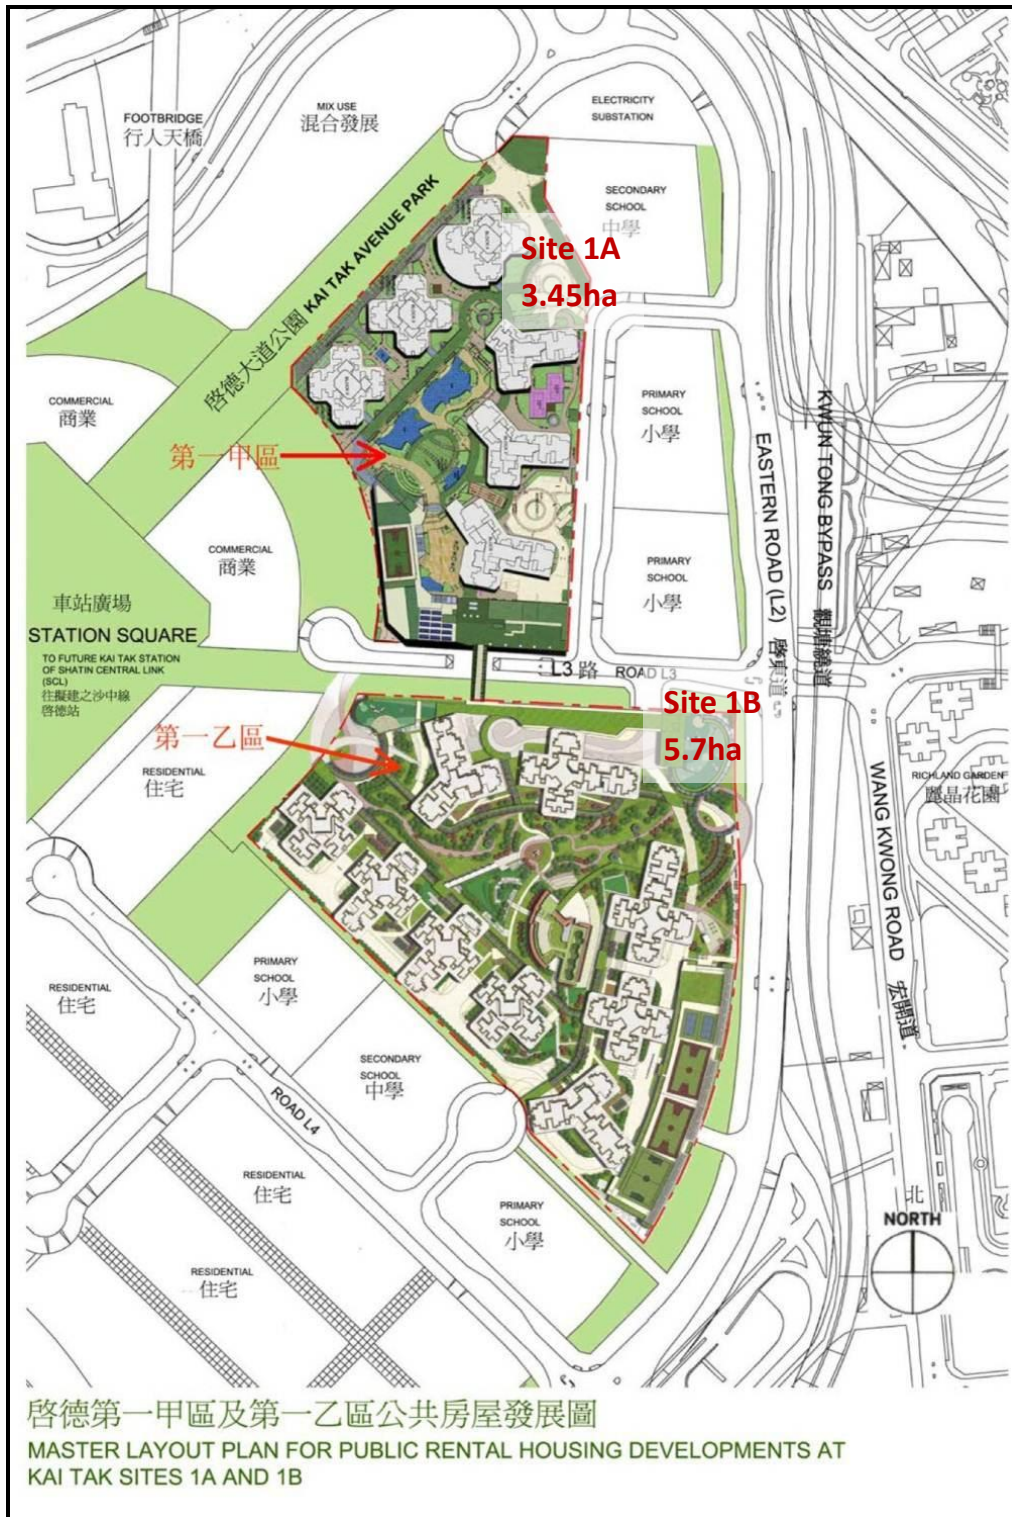 FOOTBRIDGE
行人天橋
MIX USE
混合發展
ELECTRICITY
SUBSTATION
SECONDARY
SCHOOL
中學
啓德大道公園 KAI TAK AVENUE PARK
Site 1A
3.45ha
COMMERCIAL
商業
PRIMARY
SCHOOL
小學
第一甲區
COMMERCIAL
商業
PRIMARY
SCHOOL
小學
EASTERN ROAD (L2) 啓東道
KWUN TONG BYPASS 觀塘繞道
車站廣場
STATION SQUARE
TO FUTURE KAI TAK STATION
OF SHATIN CENTRAL LINK
(SCL)
往擬建之沙中線
啓德站
L3 路 ROAD L3
Site 1B
5.7ha
第一乙區
RESIDENTIAL
住宅
RICHLAND GARDEN
麗晶花園
WANG KWONG ROAD 宏開道
RESIDENTIAL
住宅
PRIMARY
SCHOOL
小學
SECONDARY
SCHOOL
中學
ROAD L4
RESIDENTIAL
住宅
PRIMARY
SCHOOL
小學
RESIDENTIAL
住宅
北
NORTH
啓德第一甲區及第一乙區公共房屋發展圖
MASTER LAYOUT PLAN FOR PUBLIC RENTAL HOUSING DEVELOPMENTS AT
KAI TAK SITES 1A AND 1B